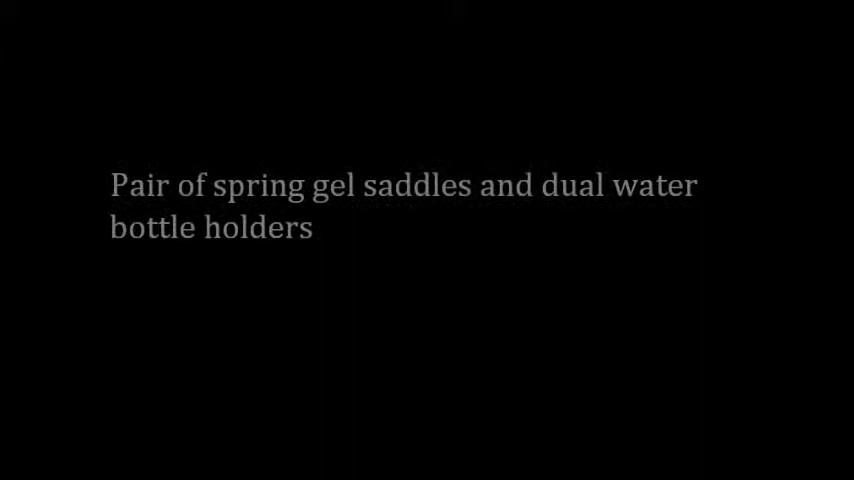 Pair of spring gel saddles and dual water
bottle holders